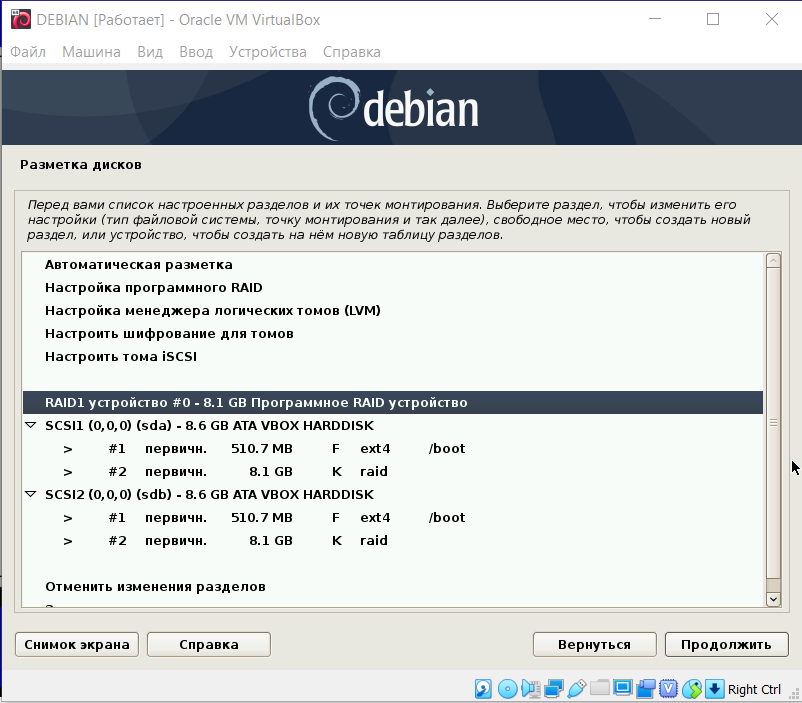 DEBIAN [Работает] - Oracle VM VirtualBox
Файл Машина Вид Ввод Устройства Справка
debian
Разметка дисков
Перед вами список настроенных разделов и их точек монтирования. Выберите раздел, чтобы изменить его
настройки (тип файловой системы, точку монтирования и так далее), свободное место, чтобы создать новый
раздел, или устройство, чтобы создать на нём новую таблицу разделов.
Автоматическая разметка
Настройка программного RAID
Настройка менеджера логических томов (LVM)
Настроить шифрование для томов
Настроить тома iSCSI
RAID1 устройство #0 - 8.1 GB Программное RAID устройство
SCSI1 (0,0,0) (sda) - 8.6 GB ATA VBOX HARDDISK
> #1 первичн. 510.7 MB F ext4 /boot
> #2 первичн. 8.1 GB K raid
SCSI2 (0,0,0) (sdb) - 8.6 GB ATA VBOX HARDDISK
> #1 первичн. 510.7 MB F ext4 /boot
> #2 первичн. 8.1 GB K raid
Отменить изменения разделов
Снимок экрана Справка Вернуться Продолжить
Right Ctrl